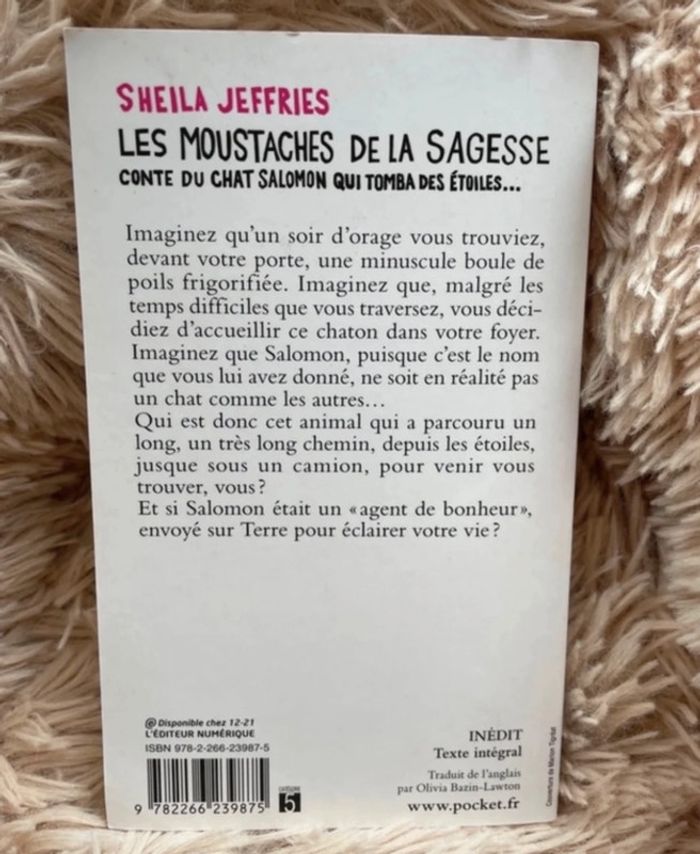 SHEILA JEFFRIES
LES MOUSTACHES DE LA SAGESSE
CONTE DU CHAT SALOMON QUI TOMBA DES ÉTOILES...
Imaginez qu'un soir d'orage vous trouviez,
devant votre porte, une minuscule boule de
poils frigorifiée. Imaginez que, malgré les
temps difficiles que vous traversez, vous déci-
diez d'accueillir ce chaton dans votre foyer.
Imaginez que Salomon, puisque c'est le nom
que vous lui avez donné, ne soit en réalité pas
un chat comme les autres...
Qui est donc cet animal qui a parcouru un
long, un très long chemin, depuis les étoiles,
jusque sous un camion, pour venir vous
trouver, vous ?
Et si Salomon était un « agent de bonheur »,
envoyé sur Terre pour éclairer votre vie ?
@ Disponible chez 12-21
L'ÉDITEUR NUMÉRIQUE
ISBN 978-2-266-23987-5
9 782266 239875
CATÉGORIE
5
INÉDIT
Texte intégral
Traduit de l'anglais
par Olivia Bazin-Lawton
www.pocket.fr
Couverture de Marion Tigréat